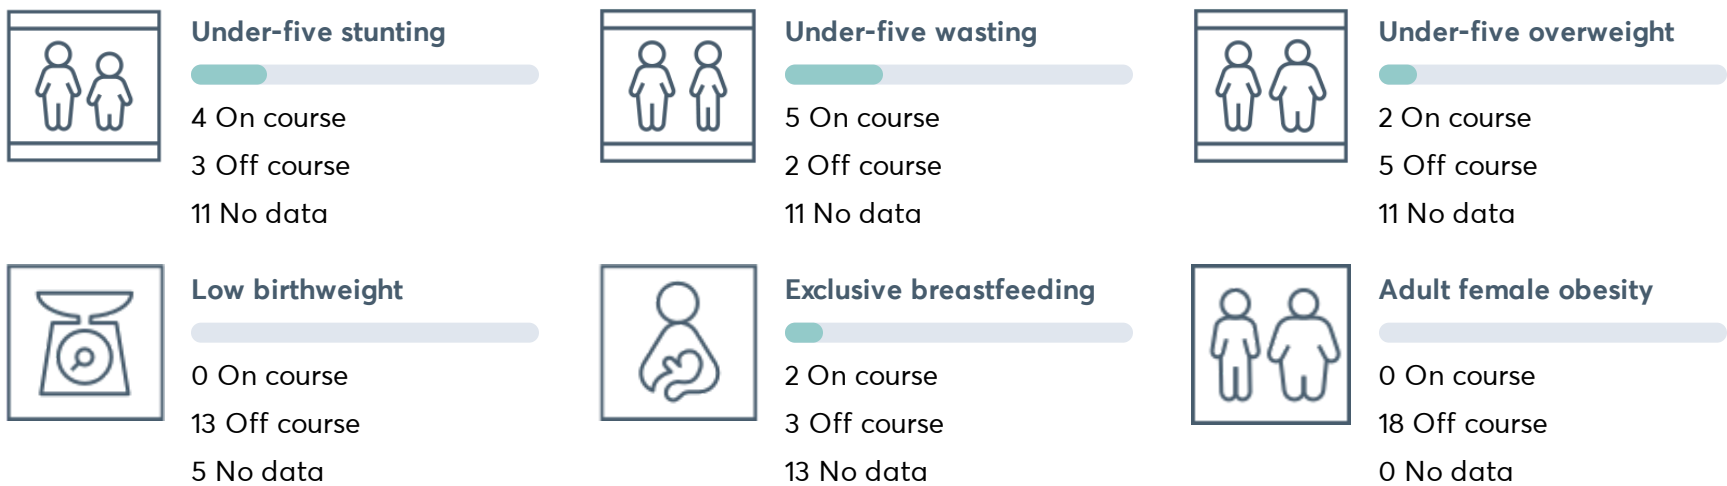 Under-five stunting
4 On course
3 Off course
11 No data
Under-five wasting
5 On course
2 Off course
11 No data
Under-five overweight
2 On course
5 Off course
11 No data
Low birthweight
0 On course
13 Off course
5 No data
Exclusive breastfeeding
2 On course
3 Off course
13 No data
Adult female obesity
0 On course
18 Off course
0 No data